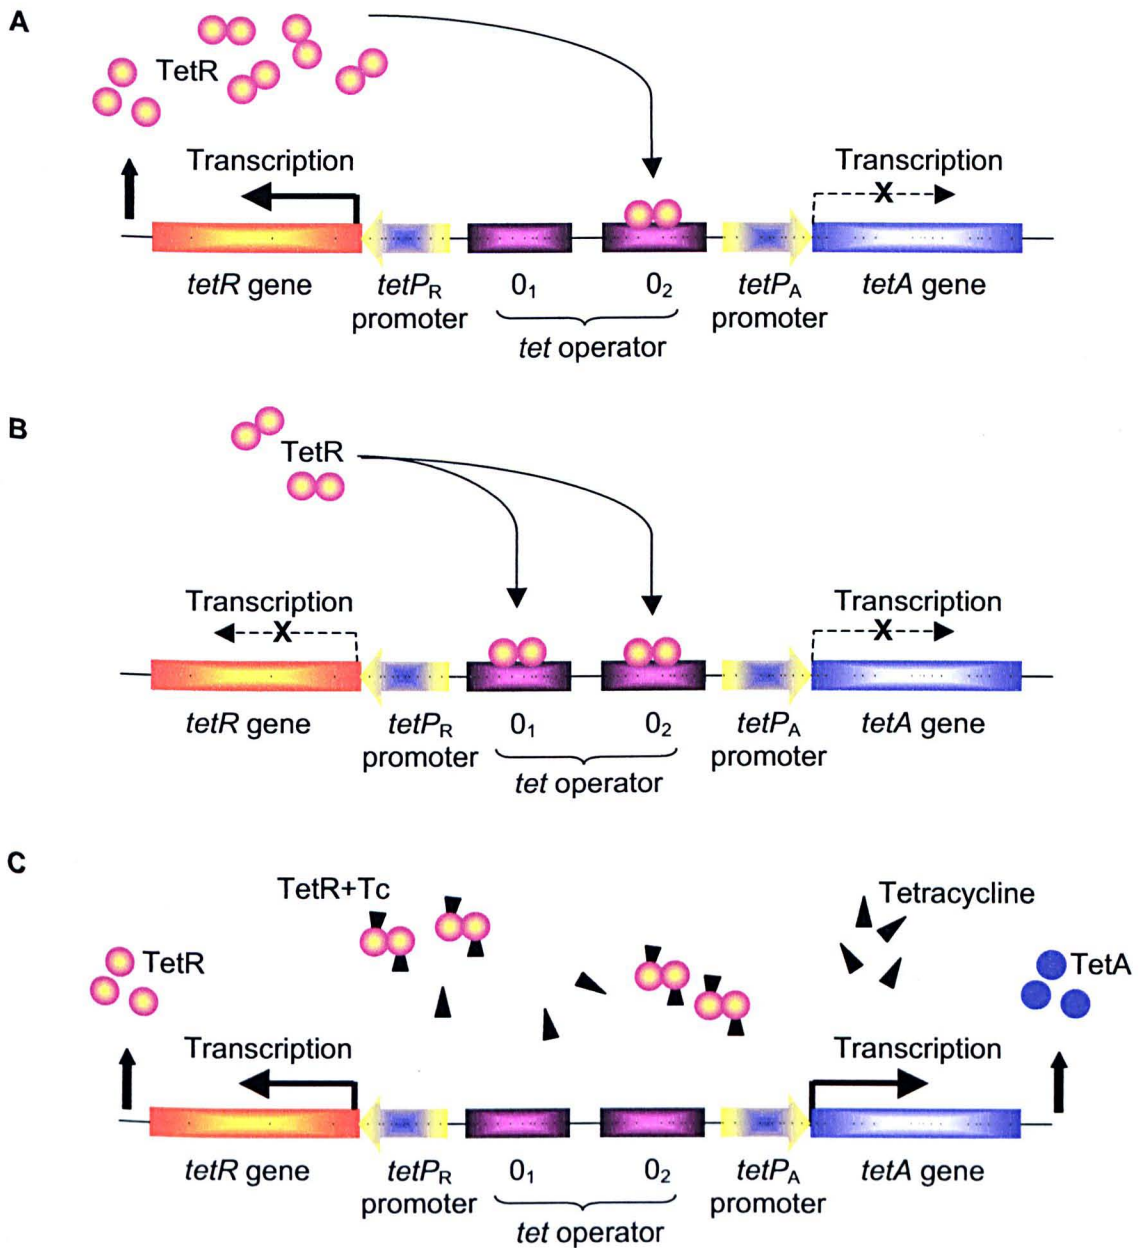 A
TetR
Transcription
Transcription
X
tetR gene
tetPR
promoter
01
02
tetPA
promoter
tetA gene
tet operator
B
TetR
Transcription
X
Transcription
X
tetR gene
tetPR
promoter
01
02
tetPA
promoter
tetA gene
tet operator
C
TetR+Tc
Tetracycline
TetR
TetA
Transcription
Transcription
tetR gene
tetPR
promoter
01
02
tetPA
promoter
tetA gene
tet operator